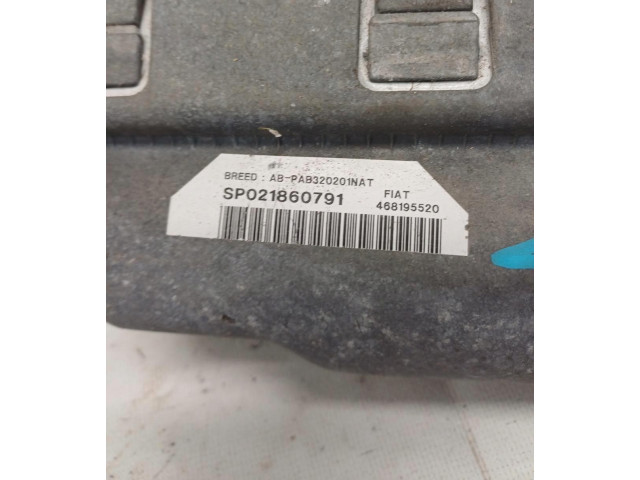 BREED : AB-PAB320201NAT
SP021860791 FIAT
468195520